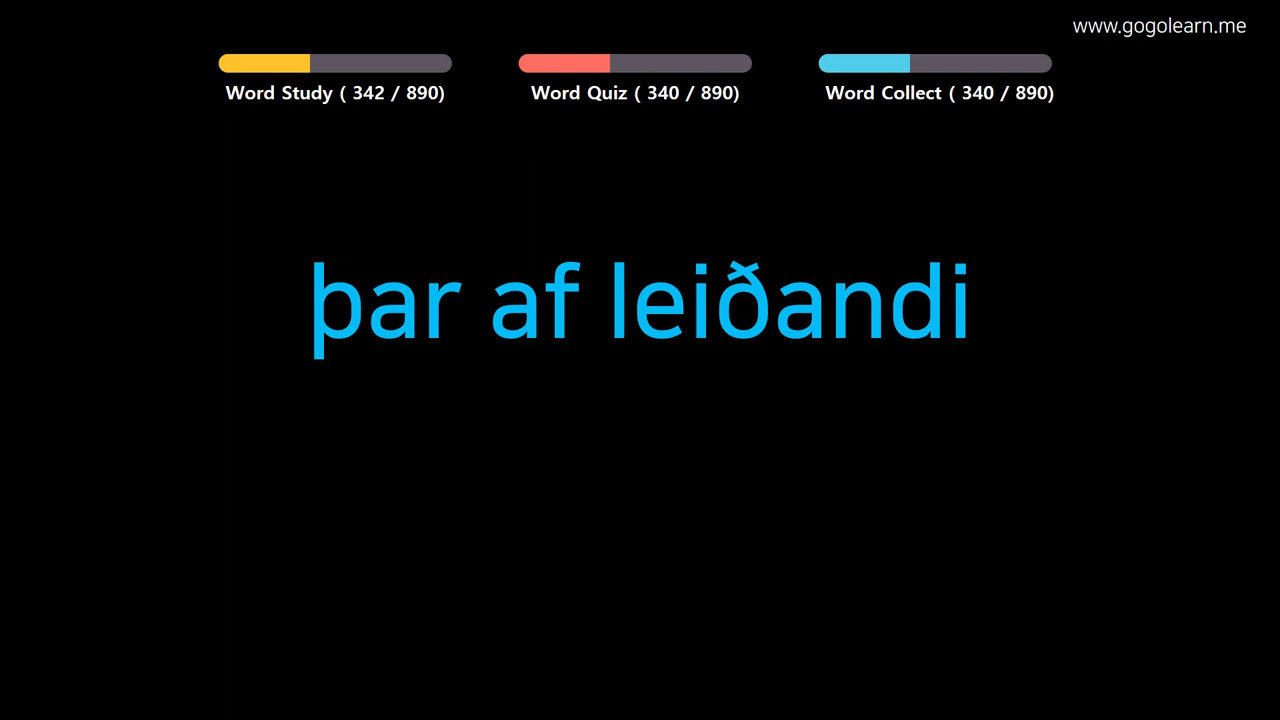 www.gogolearn.me
Word Study ( 342 / 890)
Word Quiz ( 340 / 890)
Word Collect ( 340 / 890)
þar af leiðandi